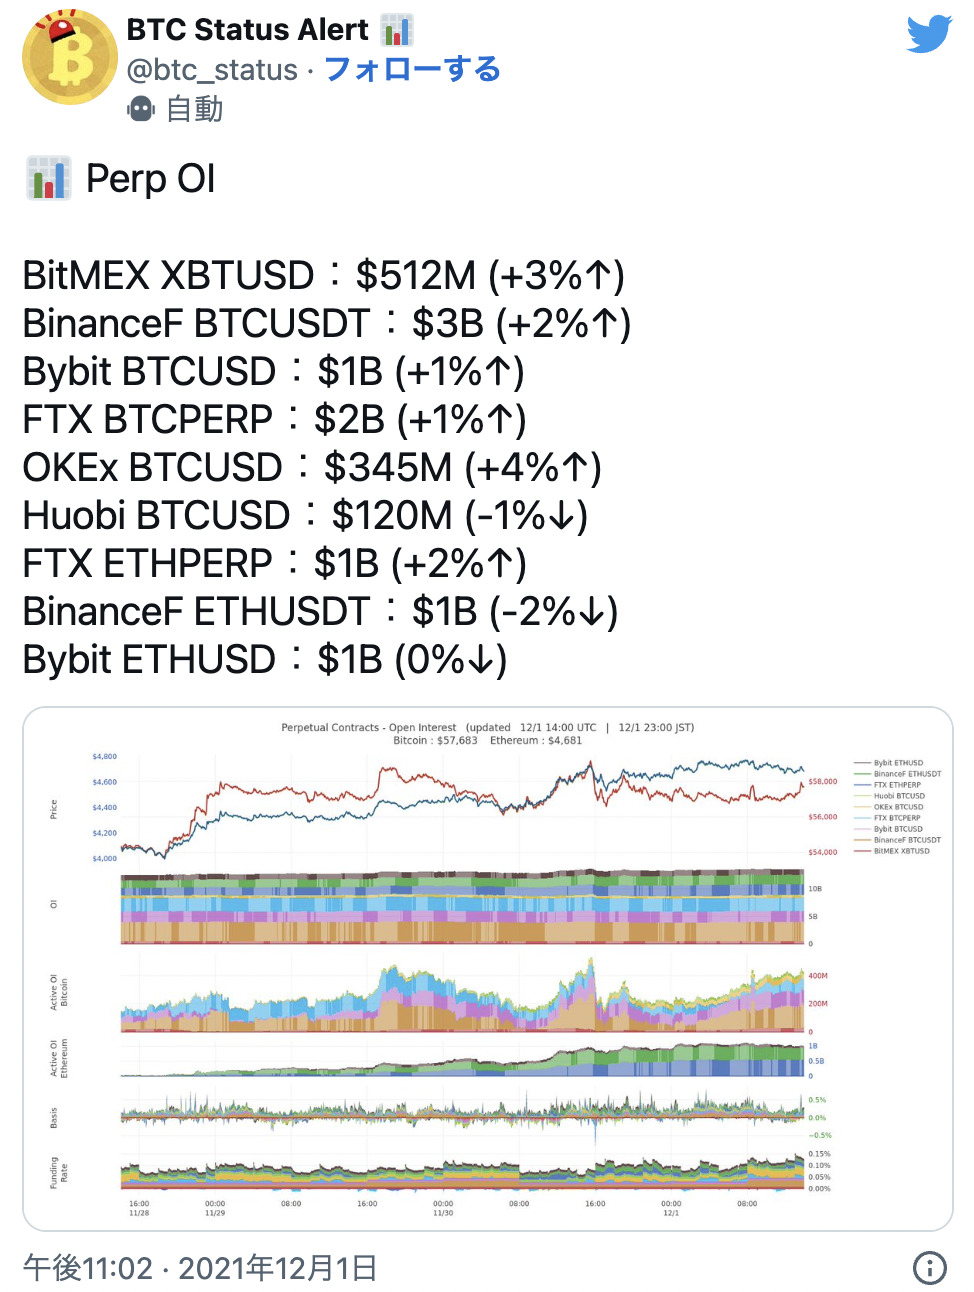 BTC Status Alert 📊
@btc_status · フォローする
自動
📊 Perp OI
BitMEX XBTUSD：$512M (+3%↑)
BinanceF BTCUSDT：$3B (+2%↑)
Bybit BTCUSD：$1B (+1%↑)
FTX BTCPERP：$2B (+1%↑)
OKEx BTCUSD：$345M (+4%↑)
Huobi BTCUSD：$120M (-1%↓)
FTX ETHPERP：$1B (+2%↑)
BinanceF ETHUSDT：$1B (-2%↓)
Bybit ETHUSD：$1B (0%↓)
Perpetual Contracts - Open Interest (updated 12/1 14:00 UTC | 12/1 23:00 JST)
Bitcoin : $57,683 Ethereum : $4,681
Price
$4,800
$4,600
$4,400
$4,200
$4,000
$58,000
$56,000
$54,000
Bybit ETHUSD
BinanceF ETHUSDT
FTX ETHPERP
Huobi BTCUSD
OKEx BTCUSD
FTX BTCPERP
Bybit BTCUSD
BinanceF BTCUSDT
BitMEX XBTUSD
OI
10B
5B
0
Active OI
Bitcoin
400M
200M
0
Active OI
Ethereum
1B
0.5B
0
Basis
0.5%
0.0%
−0.5%
Funding
Rate
0.15%
0.10%
0.05%
0.00%
16:00 00:00 08:00 16:00 00:00 08:00 16:00 00:00 08:00
11/28 11/29 11/30 12/1
午後11:02 · 2021年12月1日